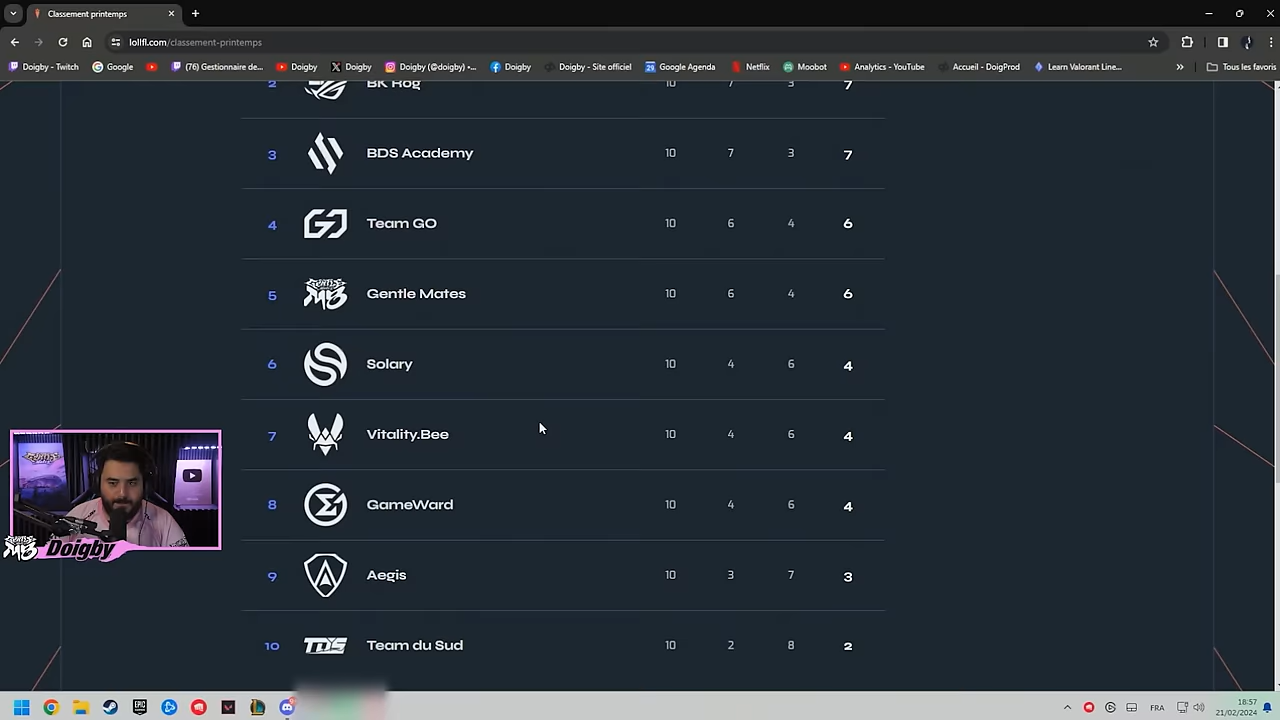 Classement printemps
lollfl.com/classement-printemps
Doigby - Twitch
Google
(76) Gestionnaire de...
Doigby
Doigby
Doigby (@doigby) •...
Doigby
Doigby - Site officiel
Google Agenda
Netflix
Moobot
Analytics - YouTube
Accueil - DoigProd
Learn Valorant Line...
»
Tous les favoris
2 BK Rog 10 7 3 7
3 BDS Academy 10 7 3 7
4 Team GO 10 6 4 6
5 Gentle Mates 10 6 4 6
6 Solary 10 4 6 4
7 Vitality.Bee 10 4 6 4
8 GameWard 10 4 6 4
9 Aegis 10 3 7 3
10 TDS Team du Sud 10 2 8 2
Doigby
FRA
18:57
21/02/2024